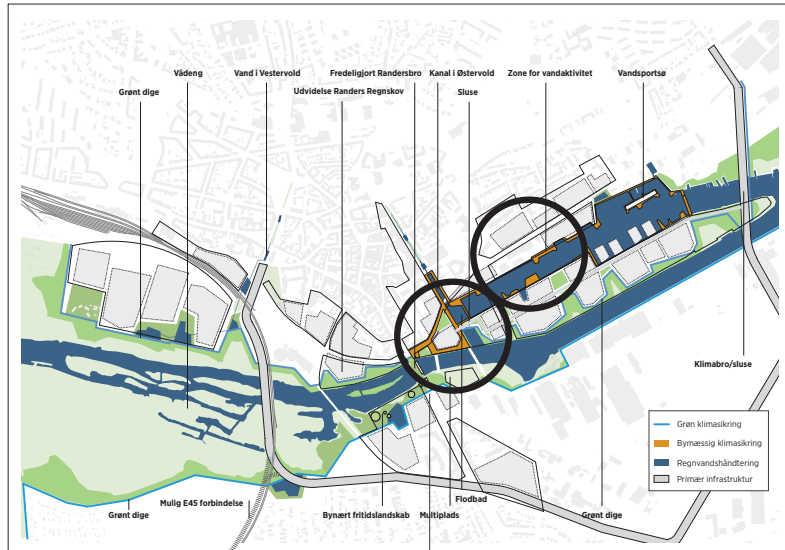 Fredeligjort Randersbro
Kanal i Østervold
Zone for vandaktivitet
Vandsportsø
Vådeng
Vand i Vestervold
Grønt dige
Udvidelse Randers Regnskov
Sluse
Klimabro/sluse
Grøn klimasikring
Bymæssig klimasikring
Regnvandshåndtering
Primær infrastruktur
Grønt dige
Mulig E45 forbindelse
Bynært fritidslandskab
Multiplads
Flodbad
Grønt dige